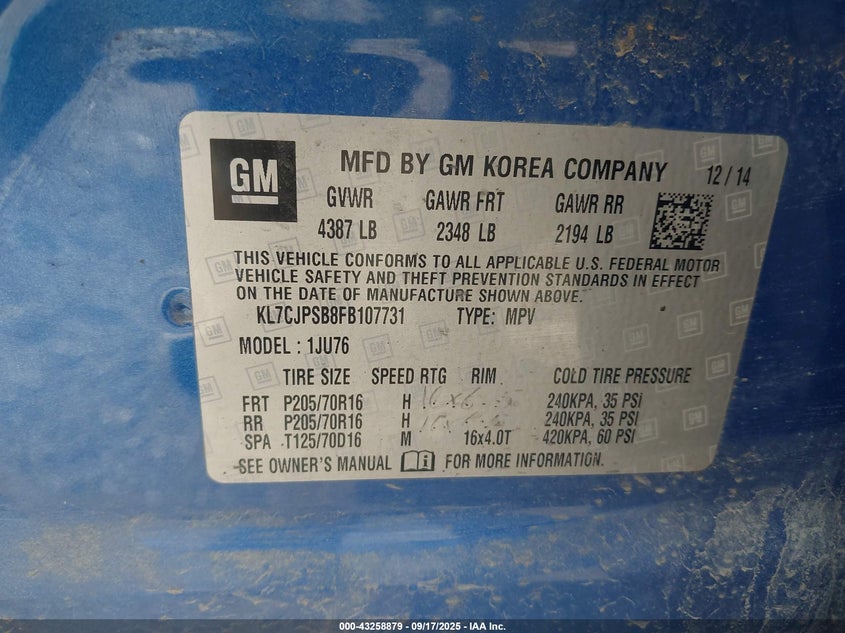 GM
MFD BY GM KOREA COMPANY 12 / 14
GVWR GAWR FRT GAWR RR
4387 LB 2348 LB 2194 LB
THIS VEHICLE CONFORMS TO ALL APPLICABLE U.S. FEDERAL MOTOR
VEHICLE SAFETY AND THEFT PREVENTION STANDARDS IN EFFECT
ON THE DATE OF MANUFACTURE SHOWN ABOVE.
KL7CJPSB8FB107731 TYPE: MPV
MODEL : 1JU76
TIRE SIZE SPEED RTG RIM COLD TIRE PRESSURE
FRT P205/70R16 H 240KPA, 35 PSI
RR P205/70R16 H 240KPA, 35 PSI
SPA T125/70D16 M 16x4.0T 420KPA, 60 PSI
SEE OWNER'S MANUAL FOR MORE INFORMATION.
000-43258879 - 09/17/2025 - IAA Inc.